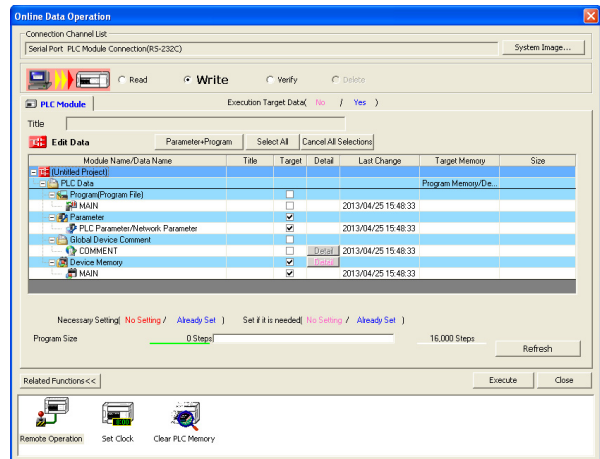 Online Data Operation
Connection Channel List
Serial Port PLC Module Connection(RS-232C)
System Image...
Read Write Verify Delete
PLC Module Execution Target Data( No / Yes )
Title
Edit Data Parameter+Program Select All Cancel All Selections
Module Name/Data Name Title Target Detail Last Change Target Memory Size
(Untitled Project)
PLC Data Program Memory/De...
Program(Program File)
MAIN 2013/04/25 15:48:33
Parameter
PLC Parameter/Network Parameter 2013/04/25 15:48:33
Global Device Comment
COMMENT Detail 2013/04/25 15:48:33
Device Memory Detail
MAIN 2013/04/25 15:48:33
Necessary Setting( No Setting / Already Set ) Set if it is needed( No Setting / Already Set )
Program Size 0 Steps 16,000 Steps
Refresh
Related Functions<< Execute Close
Remote Operation Set Clock Clear PLC Memory